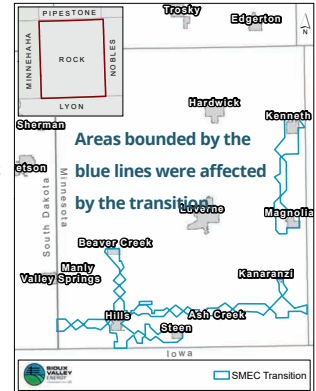 PIPESTONE
MINNEHAHA
ROCK
NOBLES
LYON
Trosky
Edgerton
N
Hardwick
Kenneth
Sherman
Areas bounded by the
blue lines were affected
by the transition
etson
South Dakota
Minnesota
Luverne
Magnolia
Beaver Creek
Manly
Valley Springs
Kanaranzi
Hills
Ash Creek
Steen
Iowa
SIOUX
VALLEY
ENERGY
SMEC Transition